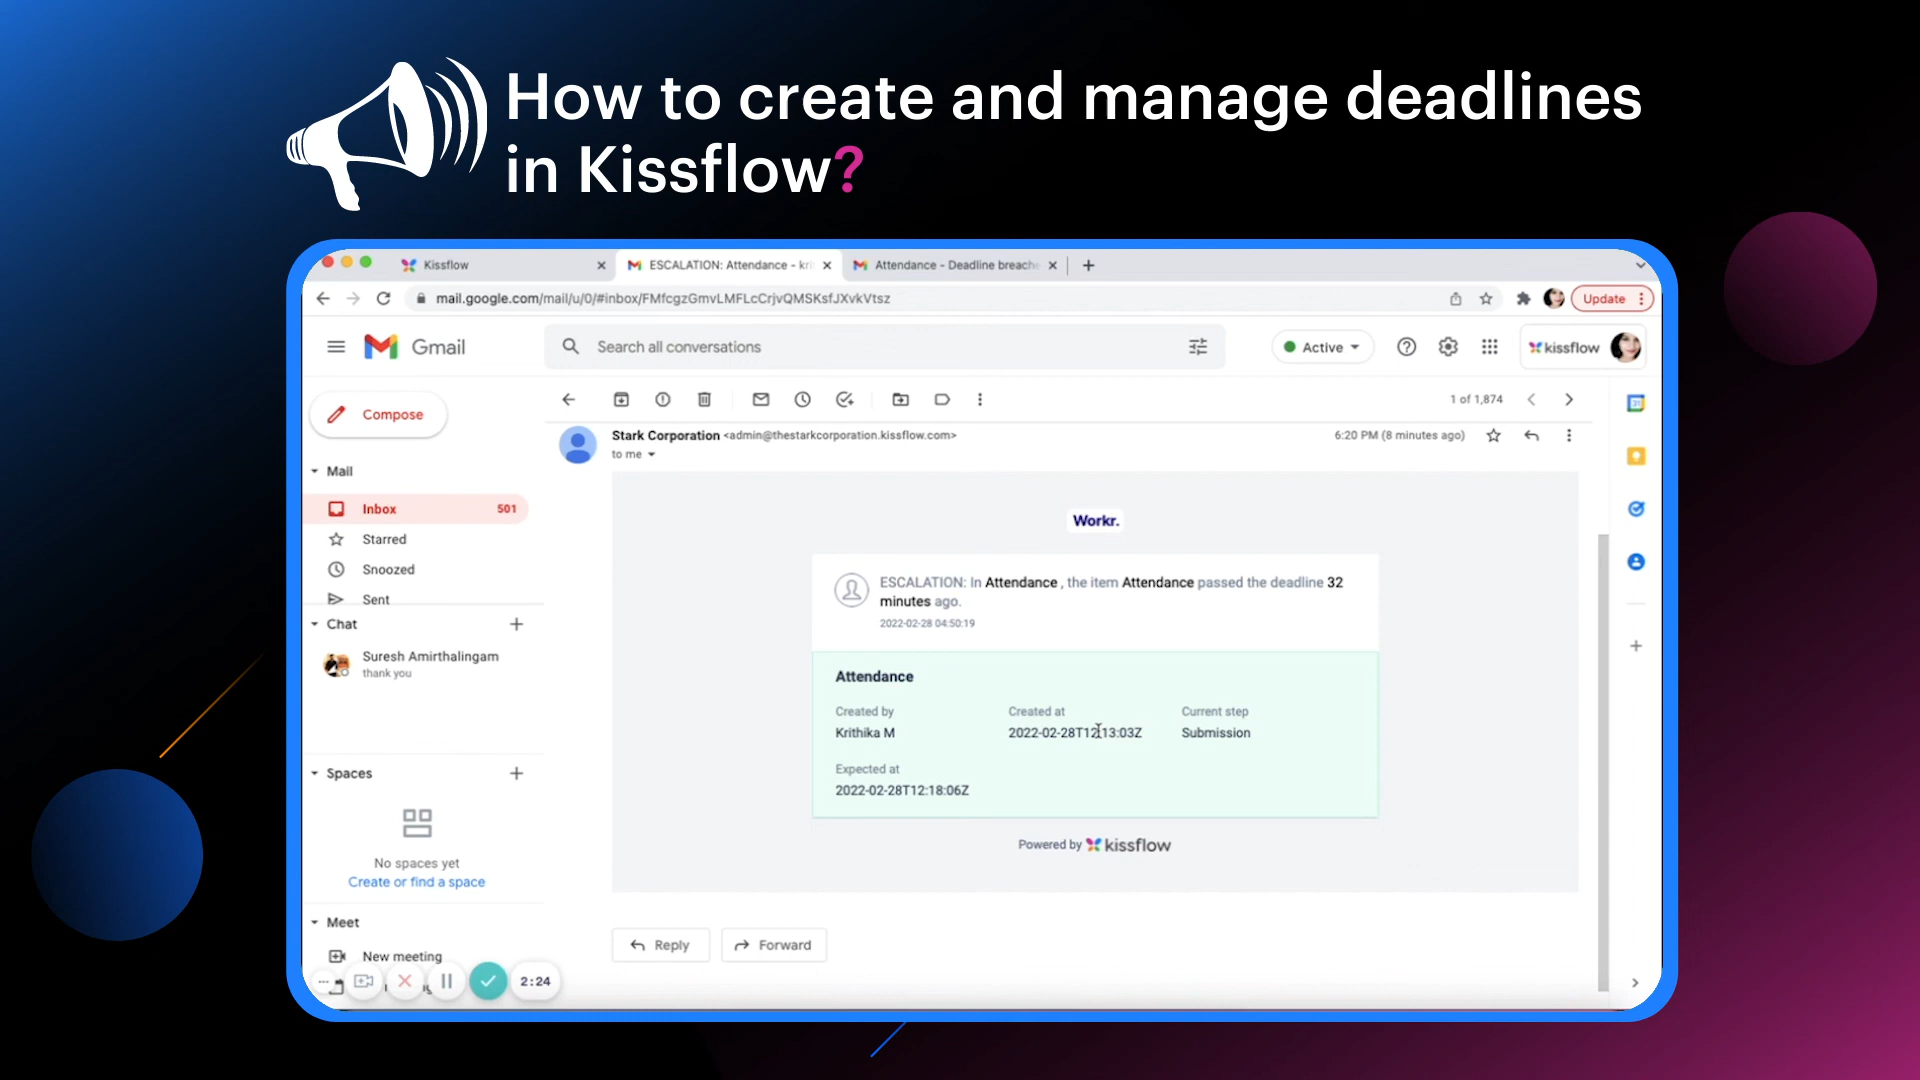 How to create and manage deadlines
in Kissflow?
Kissflow
ESCALATION: Attendance - kri
Attendance - Deadline breache
mail.google.com/mail/u/0/#inbox/FMfcgzGmvLMFLcCrjvQMSKsfJXvkVtsz
Update
Gmail
Search all conversations
Active
kissflow
Compose
1 of 1,874
Stark Corporation <admin@thestarkcorporation.kissflow.com>
6:20 PM (8 minutes ago)
to me
Mail
Inbox 501
Starred
Snoozed
Sent
Chat
Suresh Amirthalingam
thank you
Spaces
No spaces yet
Create or find a space
Meet
New meeting
2:24
Workr.
ESCALATION: In Attendance , the item Attendance passed the deadline 32
minutes ago.
2022-02-28 04:50:19
Attendance
Created by Created at Current step
Krithika M 2022-02-28T12:13:03Z Submission
Expected at
2022-02-28T12:18:06Z
Powered by kissflow
Reply Forward